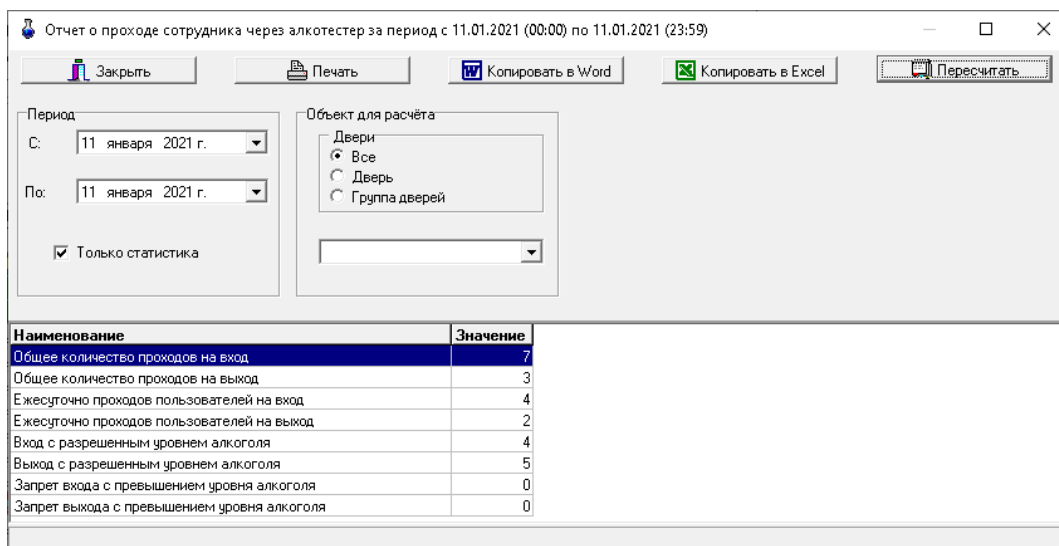 Отчет о проходе сотрудника через алкотестер за период с 11.01.2021 (00:00) по 11.01.2021 (23:59)
Закрыть Печать Копировать в Word Копировать в Excel Пересчитать
Период
С: 11 января 2021 г.
По: 11 января 2021 г.
Только статистика
Объект для расчёта
Двери
Все
Дверь
Группа дверей
Наименование Значение
Общее количество проходов на вход 7
Общее количество проходов на выход 3
Ежесуточно проходов пользователей на вход 4
Ежесуточно проходов пользователей на выход 2
Вход с разрешенным уровнем алкоголя 4
Выход с разрешенным уровнем алкоголя 5
Запрет входа с превышением уровня алкоголя 0
Запрет выхода с превышением уровня алкоголя 0